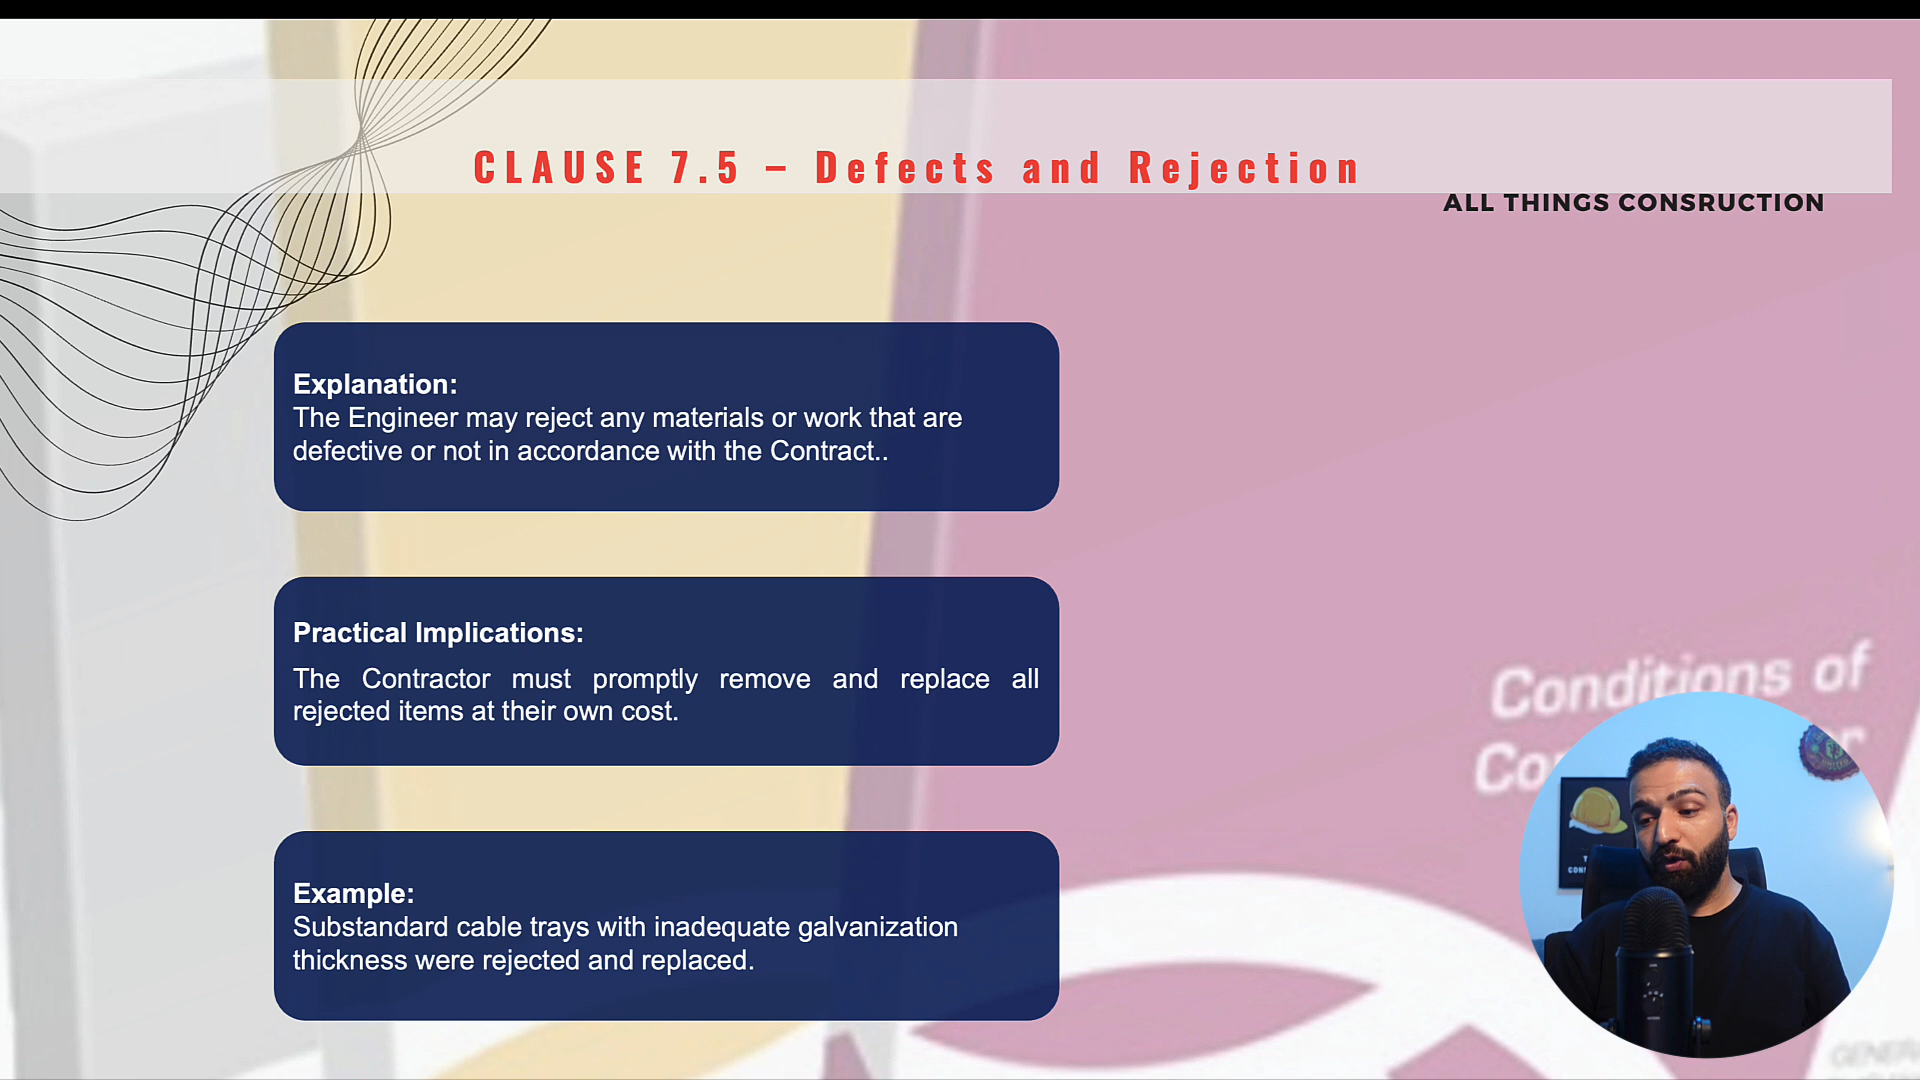 CLAUSE 7.5 – Defects and Rejection
ALL THINGS CONSRUCTION
Explanation:
The Engineer may reject any materials or work that are
defective or not in accordance with the Contract..
Practical Implications:
The Contractor must promptly remove and replace all
rejected items at their own cost.
Example:
Substandard cable trays with inadequate galvanization
thickness were rejected and replaced.
Conditions of